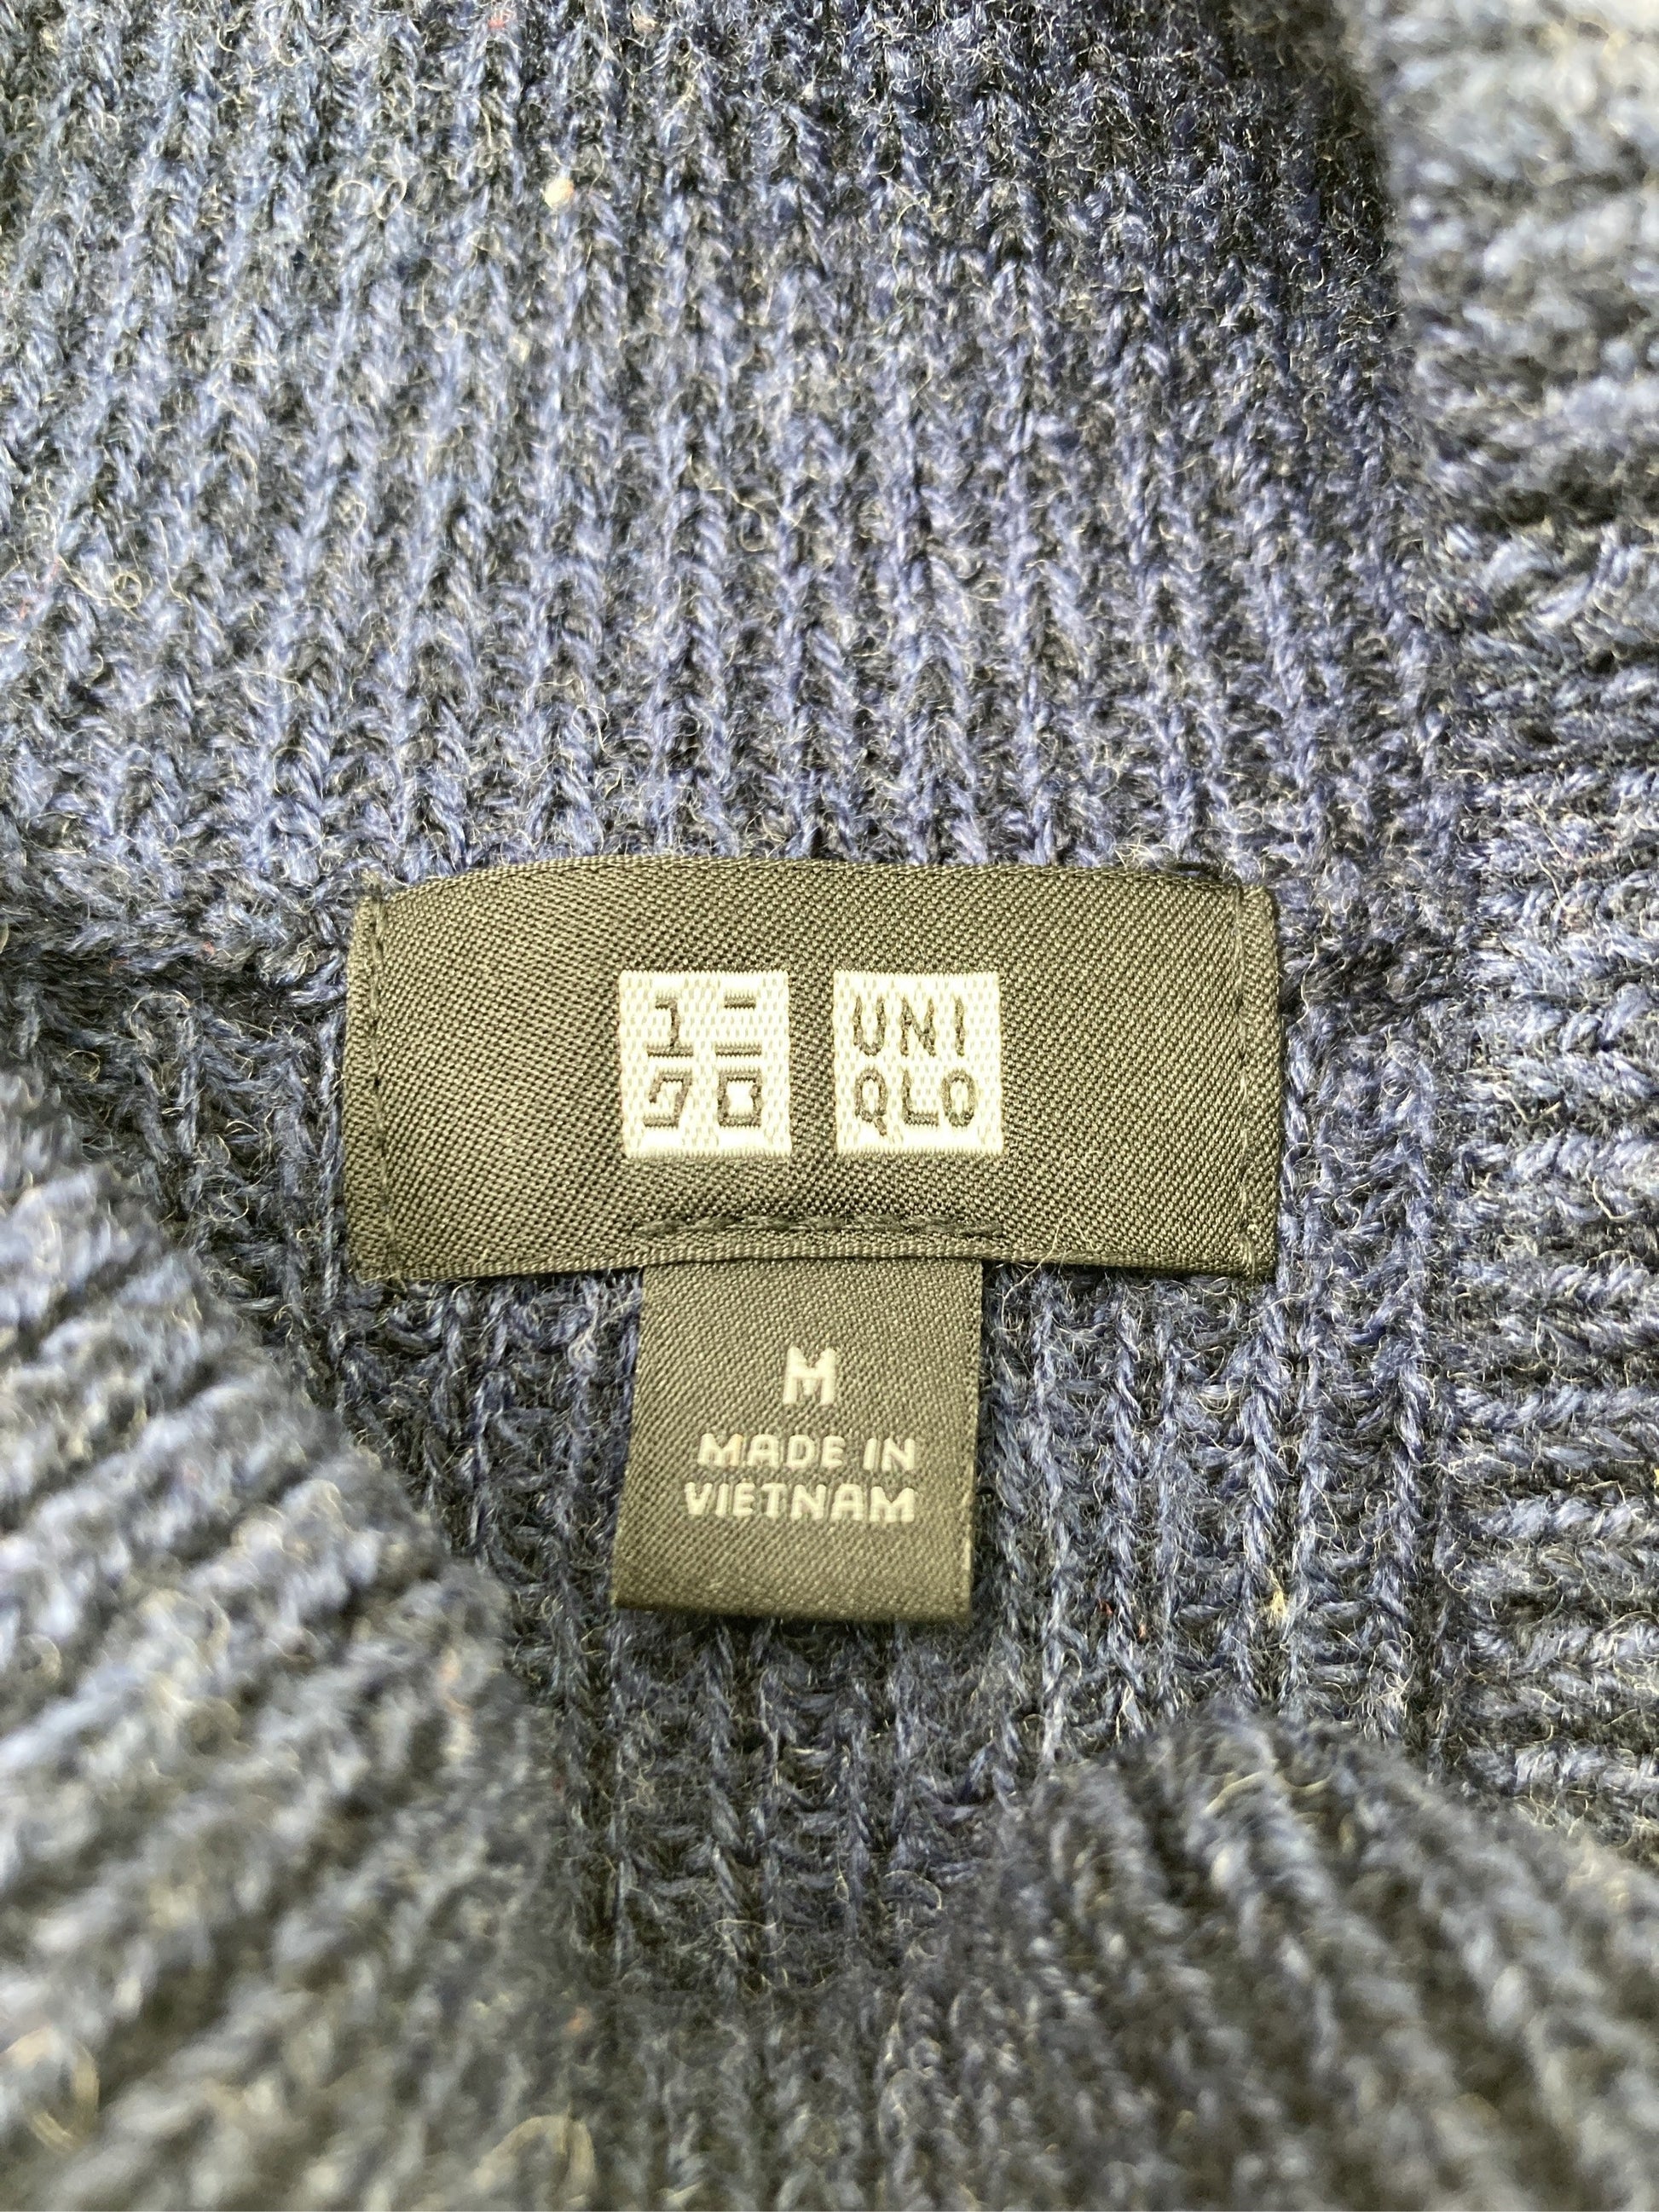 ユニ
クロ
UNI
QLO
M
MADE IN
VIETNAM